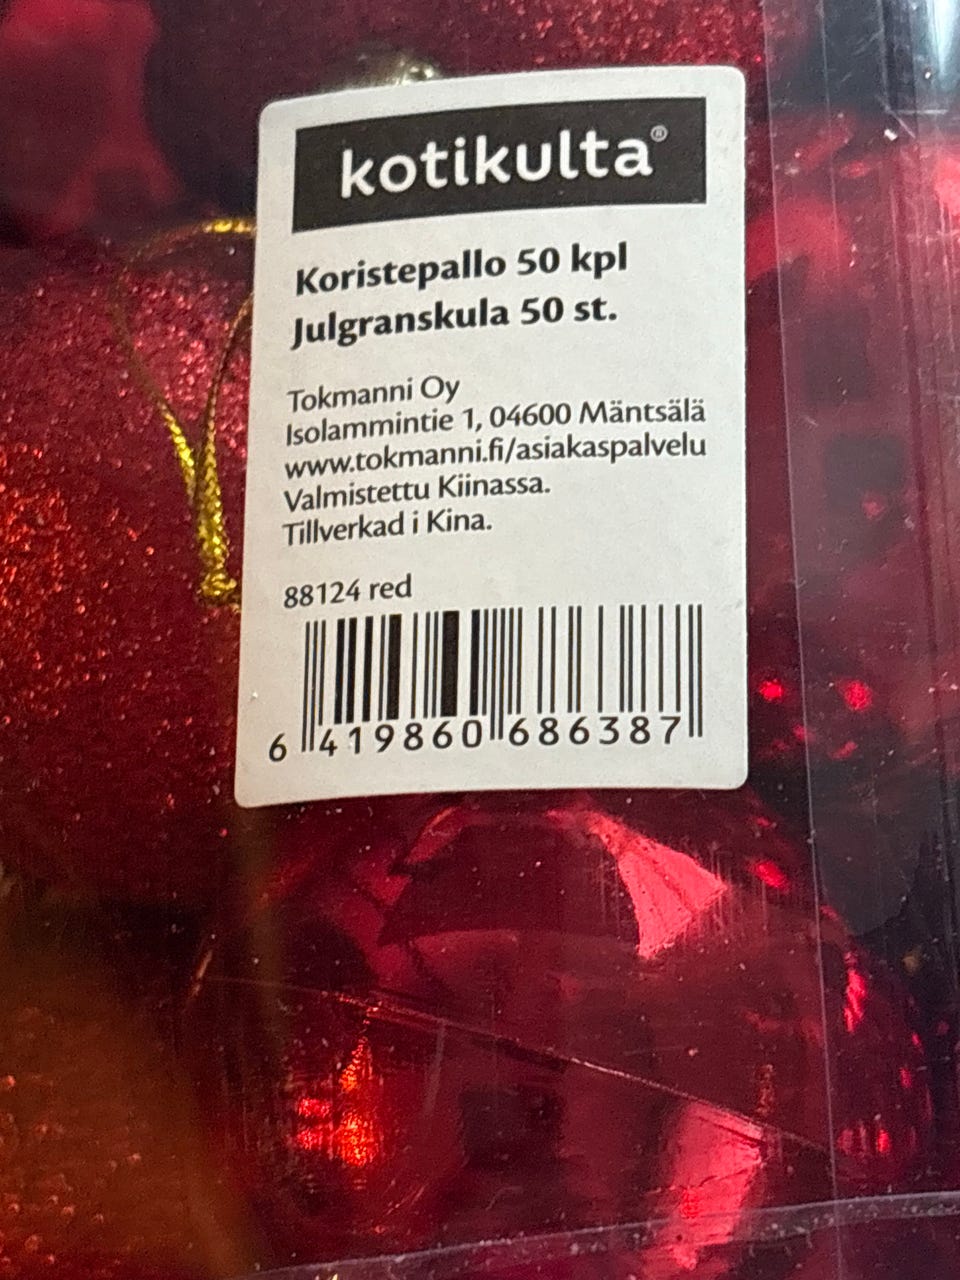 kotikulta®
Koristepallo 50 kpl
Julgranskula 50 st.
Tokmanni Oy
Isolammintie 1, 04600 Mäntsälä
www.tokmanni.fi/asiakaspalvelu
Valmistettu Kiinassa.
Tillverkad i Kina.
88124 red
6 419860 686387